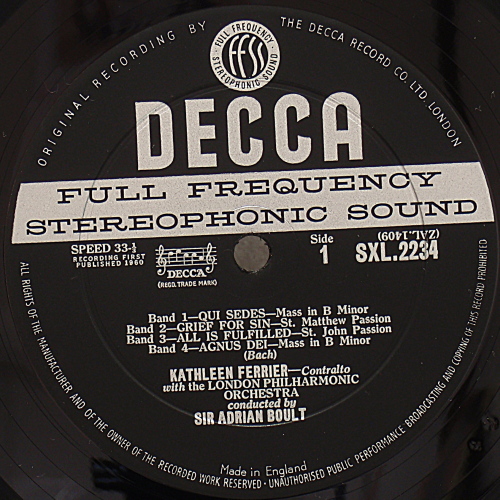 ORIGINAL RECORDING BY
THE DECCA RECORD CO. LTD. LONDON
FULL FREQUENCY
ffss
STEREOPHONIC SOUND
DECCA
FULL FREQUENCY
STEREOPHONIC SOUND
SPEED 33-⅓
RECORDING FIRST
PUBLISHED 1960
DECCA
(REGD. TRADE MARK)
Side
1
(ZAL.1409)
SXL.2234
Band 1—QUI SEDES—Mass in B Minor
Band 2—GRIEF FOR SIN—St. Matthew Passion
Band 3—ALL IS FULFILLED—St. John Passion
Band 4—AGNUS DEI—Mass in B Minor
(Bach)
KATHLEEN FERRIER—Contralto
with the LONDON PHILHARMONIC
ORCHESTRA
conducted by
SIR ADRIAN BOULT
Made in England
ALL RIGHTS OF THE MANUFACTURER AND OF THE OWNER OF THE RECORDED WORK RESERVED · UNAUTHORISED PUBLIC PERFORMANCE BROADCASTING AND COPYING OF THIS RECORD PROHIBITED